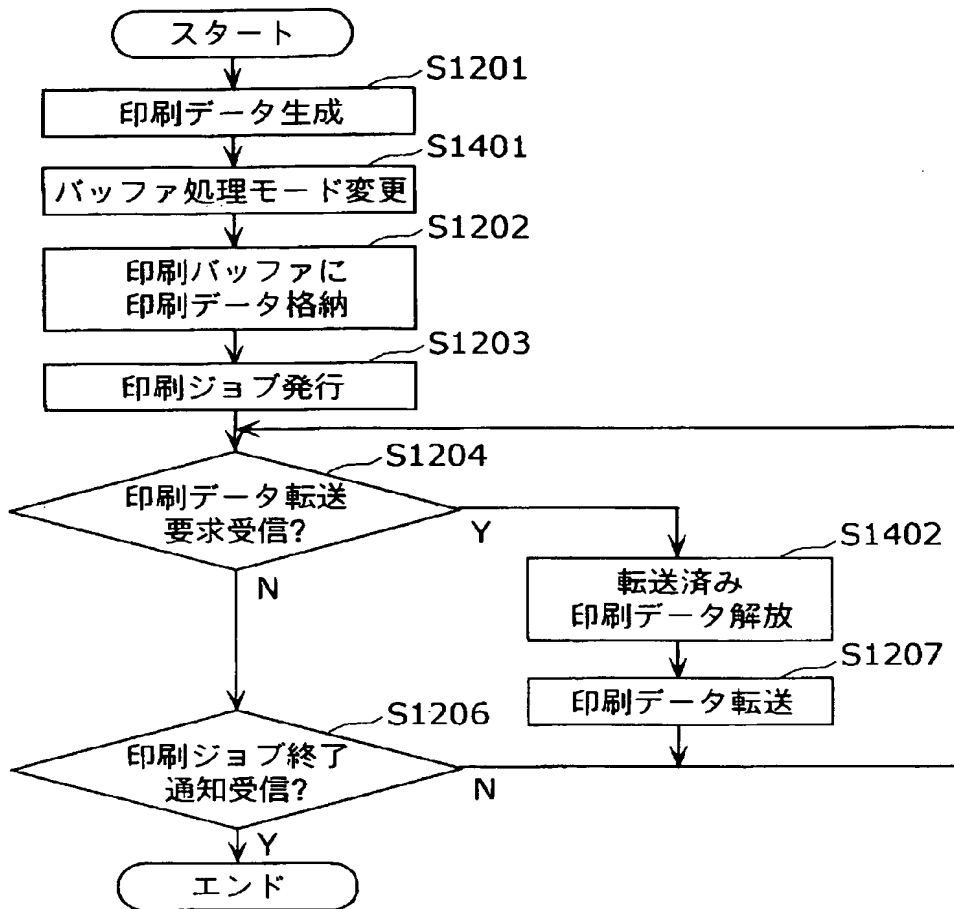 スタート
S1201
印刷データ生成
S1401
バッファ処理モード変更
S1202
印刷バッファに
印刷データ格納
S1203
印刷ジョブ発行
S1204
印刷データ転送
要求受信?
Y
N
S1402
転送済み
印刷データ解放
S1207
印刷データ転送
S1206
印刷ジョブ終了
通知受信?
N
Y
エンド